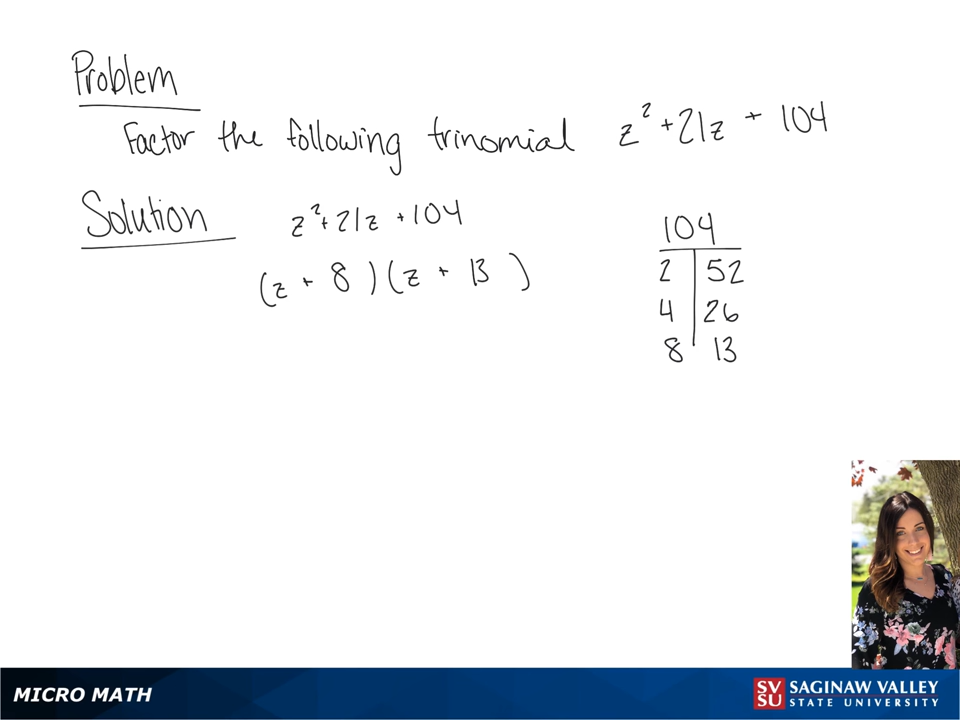 Problem
Factor the following trinomial z² + 21z + 104
Solution z² + 21z + 104
(z + 8 ) (z + 13 )
104
2 52
4 26
8 13
MICRO MATH
SV SU SAGINAW VALLEY
STATE UNIVERSITY